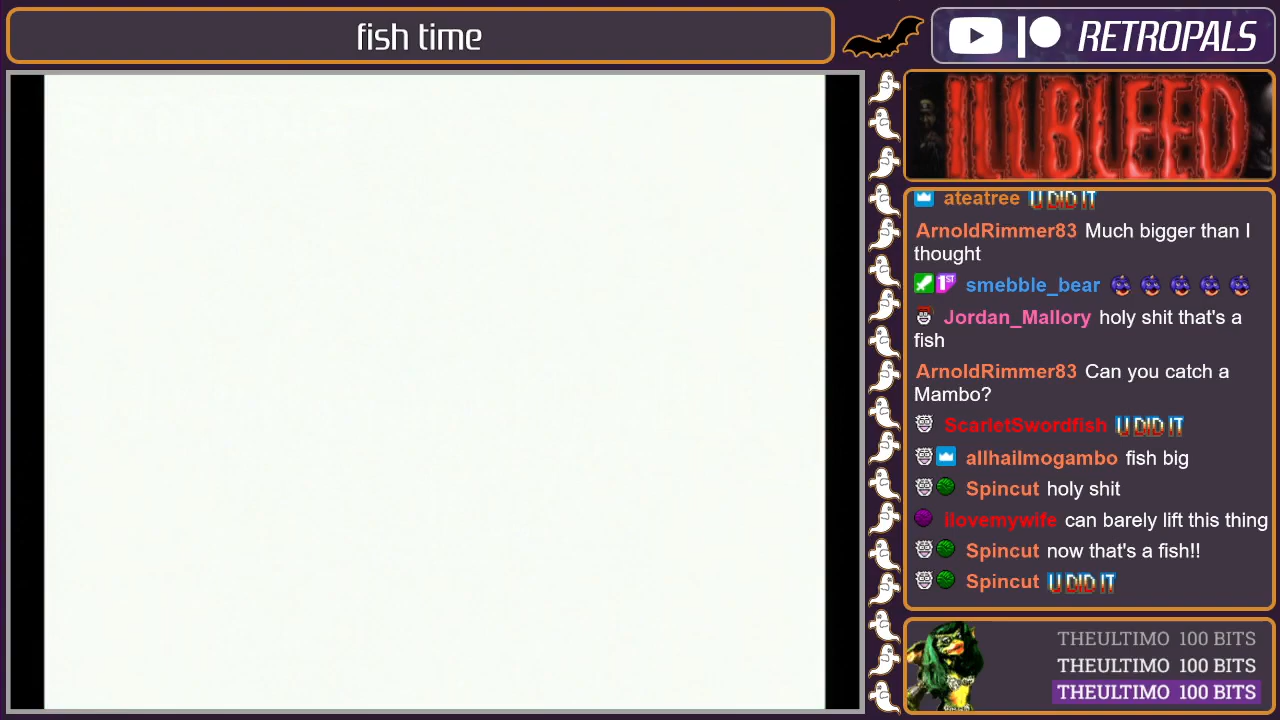 fish time
RETROPALS
ILLBLEED
ateatree U DID IT
ArnoldRimmer83 Much bigger than I
thought
1ST smebble_bear
Jordan_Mallory holy shit that's a
fish
ArnoldRimmer83 Can you catch a
Mambo?
ScarletSwordfish U DID IT
allhailmogambo fish big
Spincut holy shit
ilovemywife can barely lift this thing
Spincut now that's a fish!!
Spincut U DID IT
THEULTIMO 100 BITS
THEULTIMO 100 BITS
THEULTIMO 100 BITS